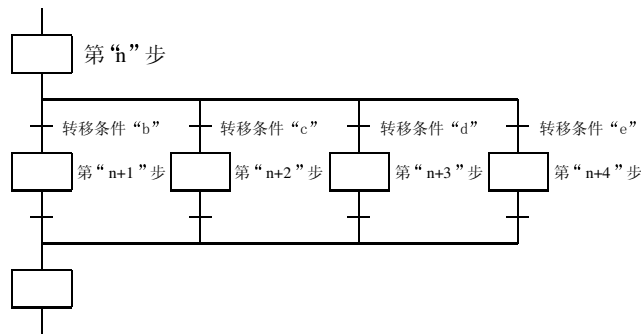 第“n”步
转移条件“b”
转移条件“c”
转移条件“d”
转移条件“e”
第“n+1”步
第“n+2”步
第“n+3”步
第“n+4”步